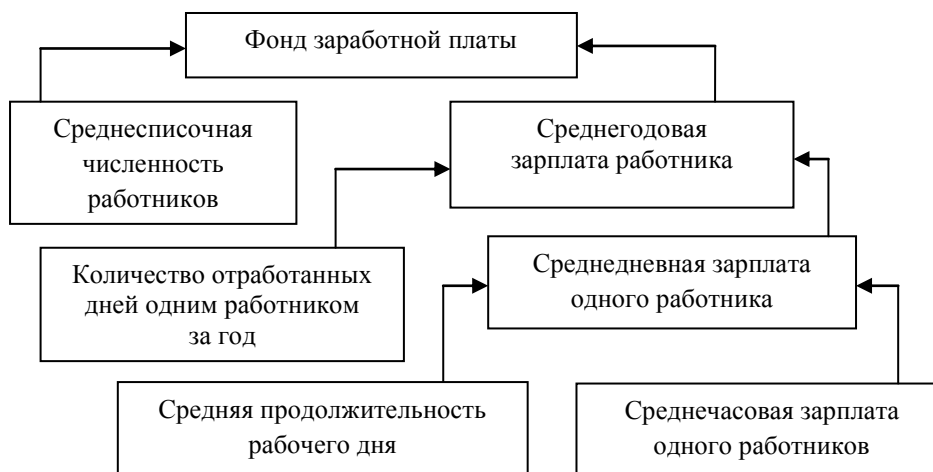 Фонд заработной платы
Среднесписочная
численность
работников
Среднегодовая
зарплата работника
Количество отработанных
дней одним работником
за год
Среднедневная зарплата
одного работника
Средняя продолжительность
рабочего дня
Среднечасовая зарплата
одного работников